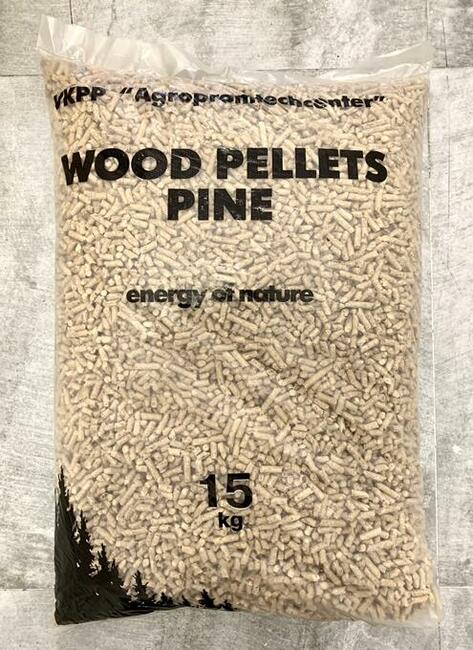 VKPP "Agropromtechcenter"
WOOD PELLETS
PINE
energy of nature
15
kg